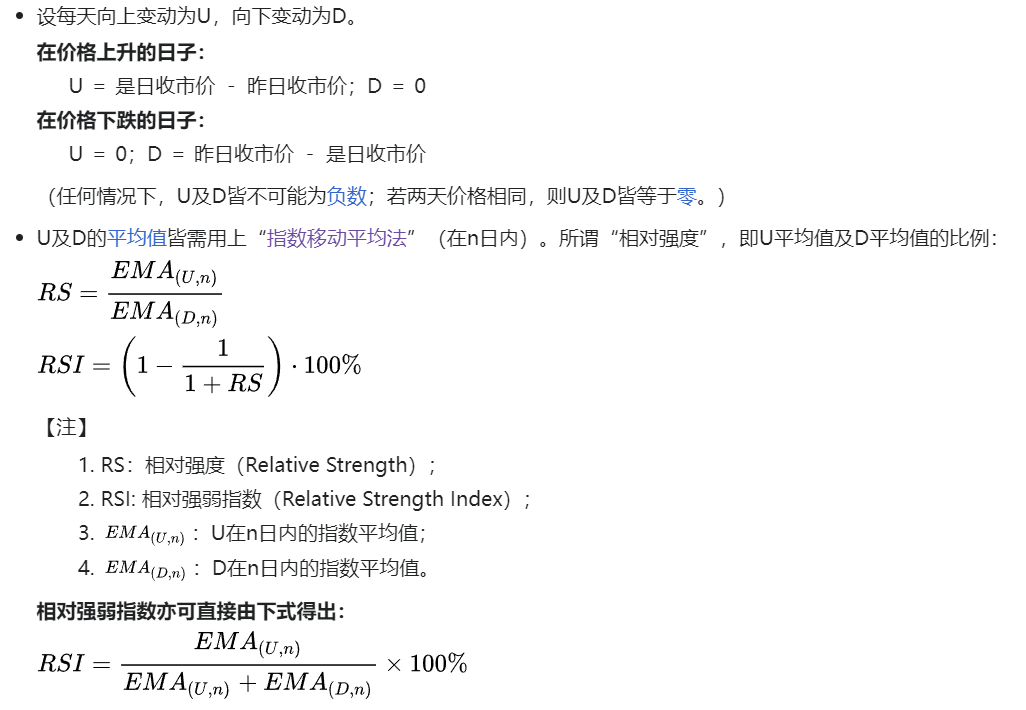 • 设每天向上变动为U，向下变动为D。
在价格上升的日子：
U = 是日收市价 - 昨日收市价；D = 0
在价格下跌的日子：
U = 0；D = 昨日收市价 - 是日收市价
（任何情况下，U及D皆不可能为负数；若两天价格相同，则U及D皆等于零。）
• U及D的平均值皆需用上“指数移动平均法”（在n日内）。所谓“相对强度”，即U平均值及D平均值的比例：
RS = \frac{EMA_{(U,n)}}{EMA_{(D,n)}}
RSI = \left(1 - \frac{1}{1 + RS}\right) \cdot 100\%
【注】
1. RS：相对强度（Relative Strength）；
2. RSI: 相对强弱指数（Relative Strength Index）；
3. EMA_{(U,n)}：U在n日内的指数平均值；
4. EMA_{(D,n)}：D在n日内的指数平均值。
相对强弱指数亦可直接由下式得出：
RSI = \frac{EMA_{(U,n)}}{EMA_{(U,n)} + EMA_{(D,n)}} \times 100\%